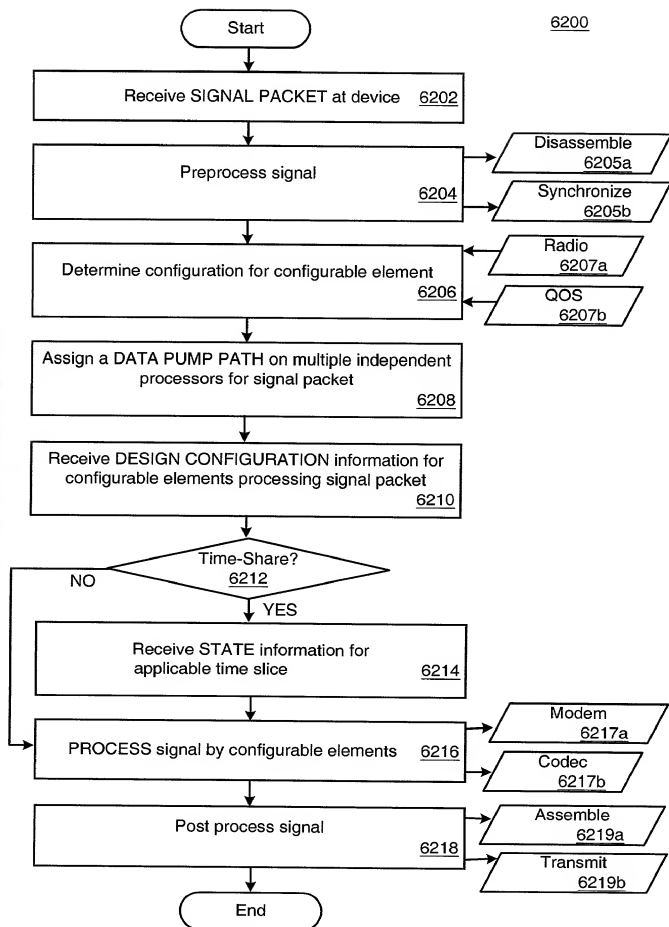 Start
6200
Receive SIGNAL PACKET at device
6202
Preprocess signal
6204
Disassemble
6205a
Synchronize
6205b
Determine configuration for configurable element
6206
Radio
6207a
QOS
6207b
Assign a DATA PUMP PATH on multiple independent
processors for signal packet
6208
Receive DESIGN CONFIGURATION information for
configurable elements processing signal packet
6210
Time-Share?
6212
NO
YES
Receive STATE information for
applicable time slice
6214
PROCESS signal by configurable elements
6216
Modem
6217a
Codec
6217b
Post process signal
6218
Assemble
6219a
Transmit
6219b
End